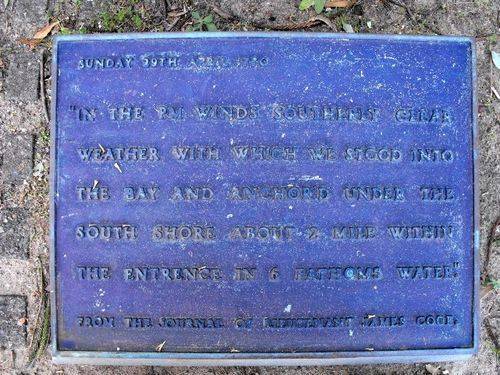 SUNDAY 29TH APRIL 1770
"IN THE PM WINDS SOUTHERLY CLEAR
WEATHER WITH WHICH WE STOOD INTO
THE BAY AND ANCHOR'D UNDER THE
SOUTH SHORE ABOUT 2 MILE WITHIN
THE ENTRENCE IN 6 FATHOMS WATER"
FROM THE JOURNAL OF LIEUTENANT JAMES COOK.